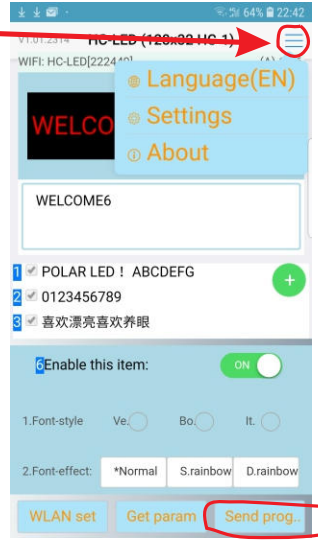 64% 22:42
V1.01.2314 HC-LED (128x32 HC-1)
WIFI: HC-LED[222449]
Language(EN)
Settings
About
WELCO
WELCOME6
1 POLAR LED！ ABCDEFG
2 0123456789
3 喜欢漂亮喜欢养眼
+
6Enable this item: ON
1.Font-style Ve. Bo. It.
2.Font-effect: *Normal S.rainbow D.rainbow
WLAN set Get param Send prog..